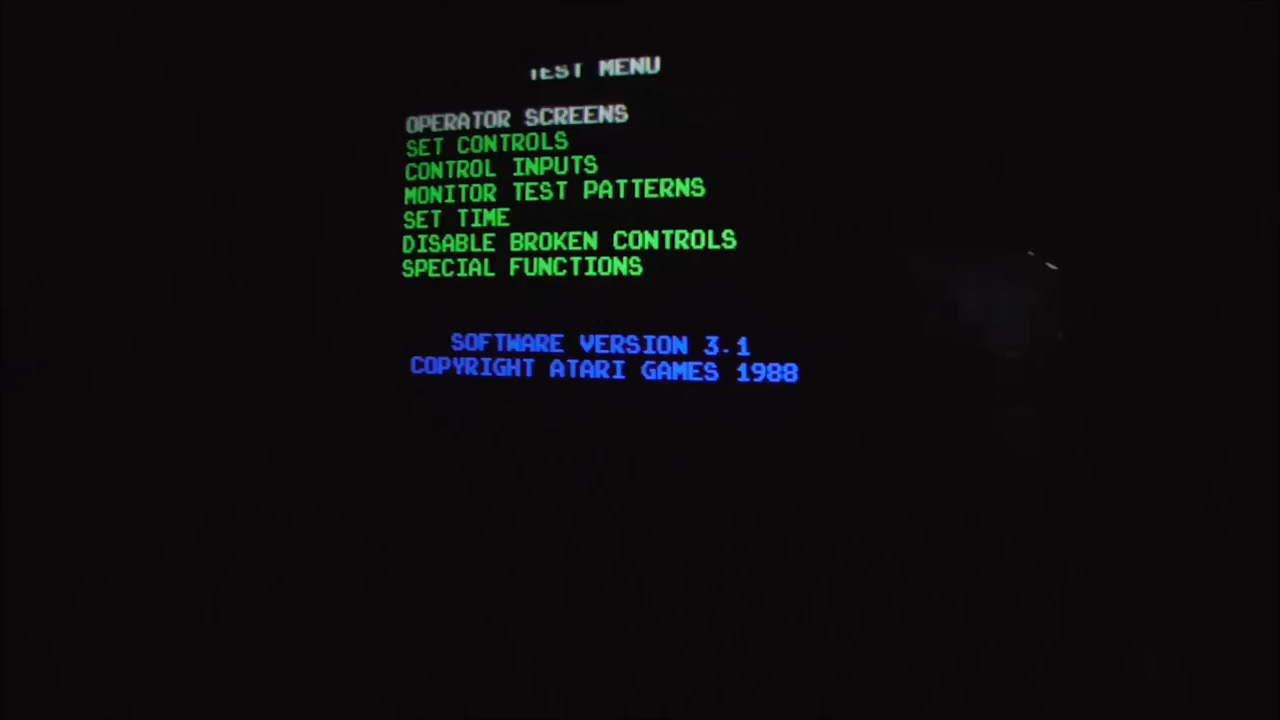 TEST MENU
OPERATOR SCREENS
SET CONTROLS
CONTROL INPUTS
MONITOR TEST PATTERNS
SET TIME
DISABLE BROKEN CONTROLS
SPECIAL FUNCTIONS
SOFTWARE VERSION 3.1
COPYRIGHT ATARI GAMES 1988